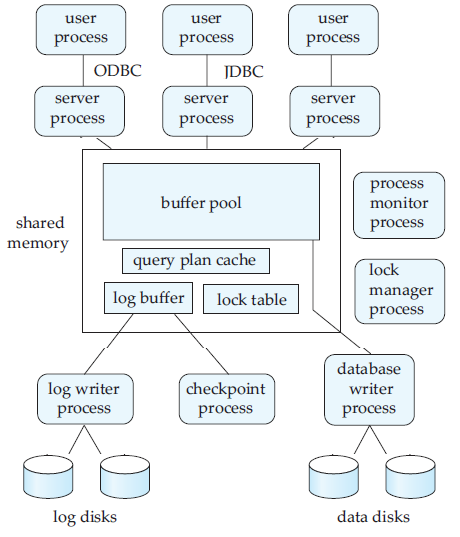 user
process
user
process
user
process
ODBC
JDBC
server
process
server
process
server
process
shared
memory
buffer pool
process
monitor
process
query plan cache
log buffer
lock table
lock
manager
process
log writer
process
checkpoint
process
database
writer
process
log disks
data disks